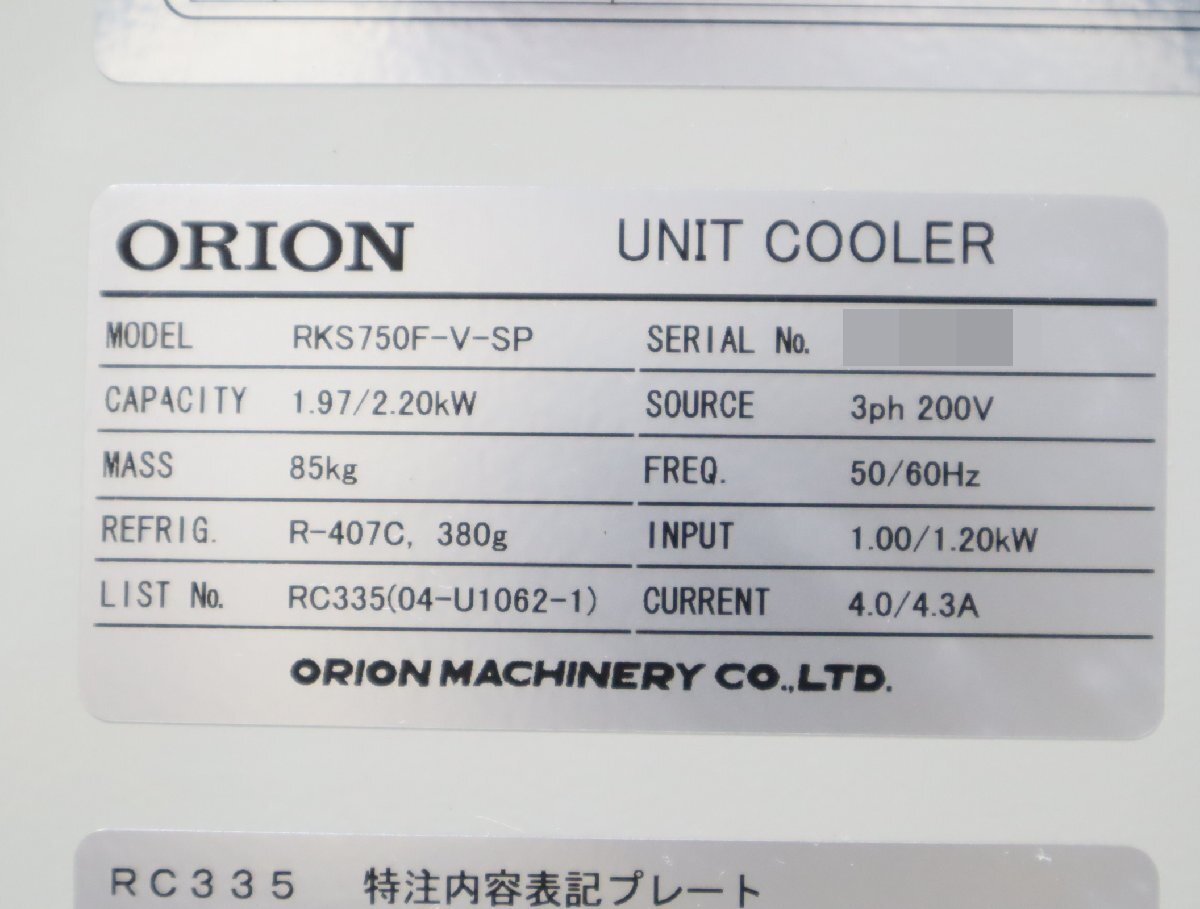 ORION UNIT COOLER
MODEL RKS750F-V-SP SERIAL No.
CAPACITY 1.97/2.20kW SOURCE 3ph 200V
MASS 85kg FREQ. 50/60Hz
REFRIG. R-407C, 380g INPUT 1.00/1.20kW
LIST No. RC335(04-U1062-1) CURRENT 4.0/4.3A
ORION MACHINERY CO.,LTD.
RC335 特注内容表記プレート